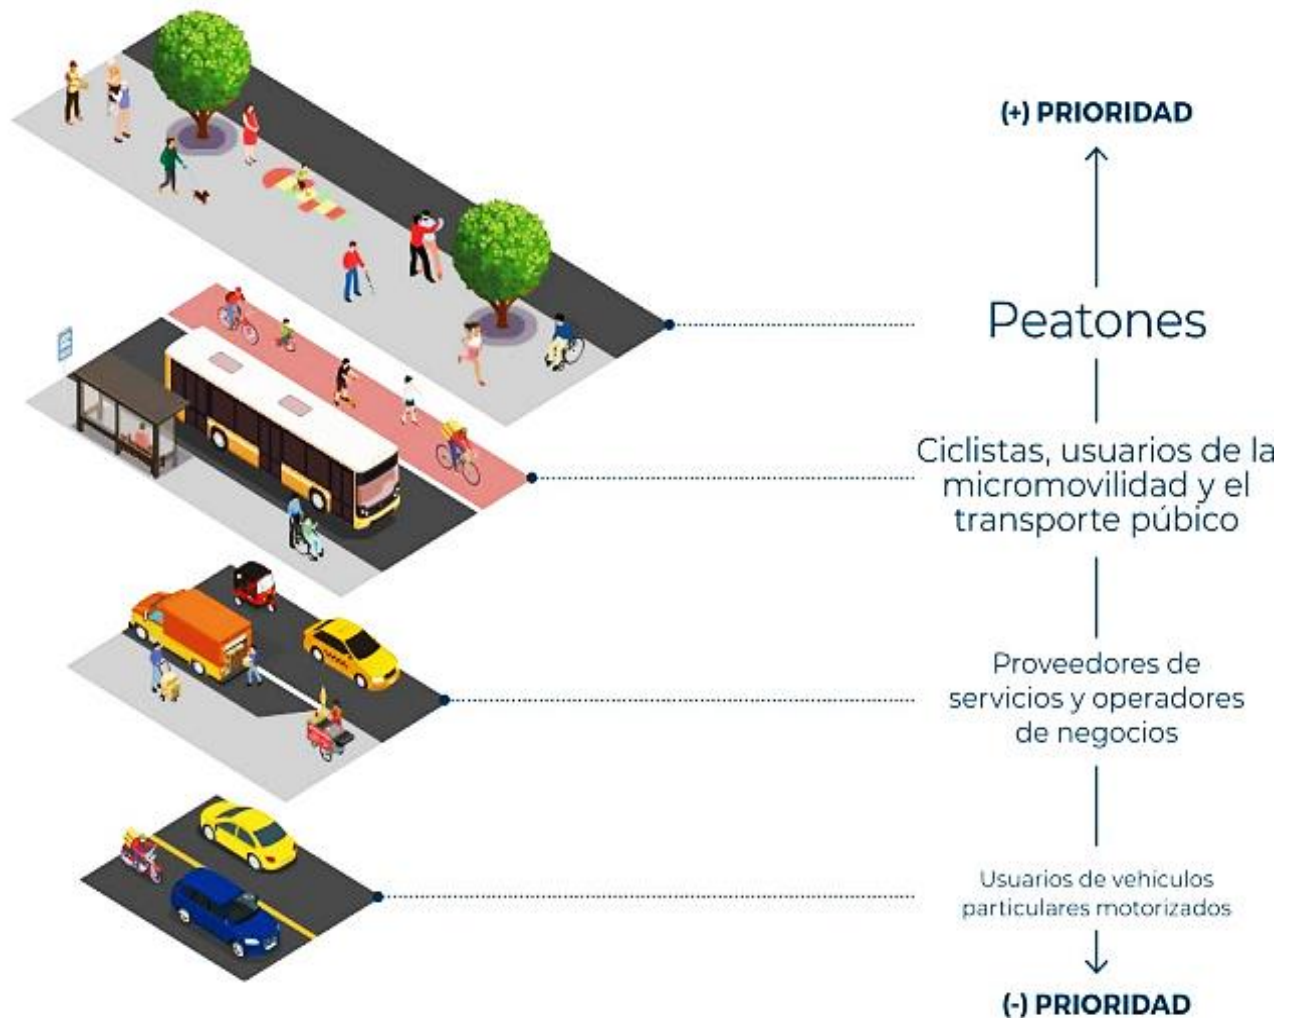 (+) PRIORIDAD
Peatones
Ciclistas, usuarios de la
micromovilidad y el
transporte púbico
Proveedores de
servicios y operadores
de negocios
Usuarios de vehículos
particulares motorizados
(-) PRIORIDAD